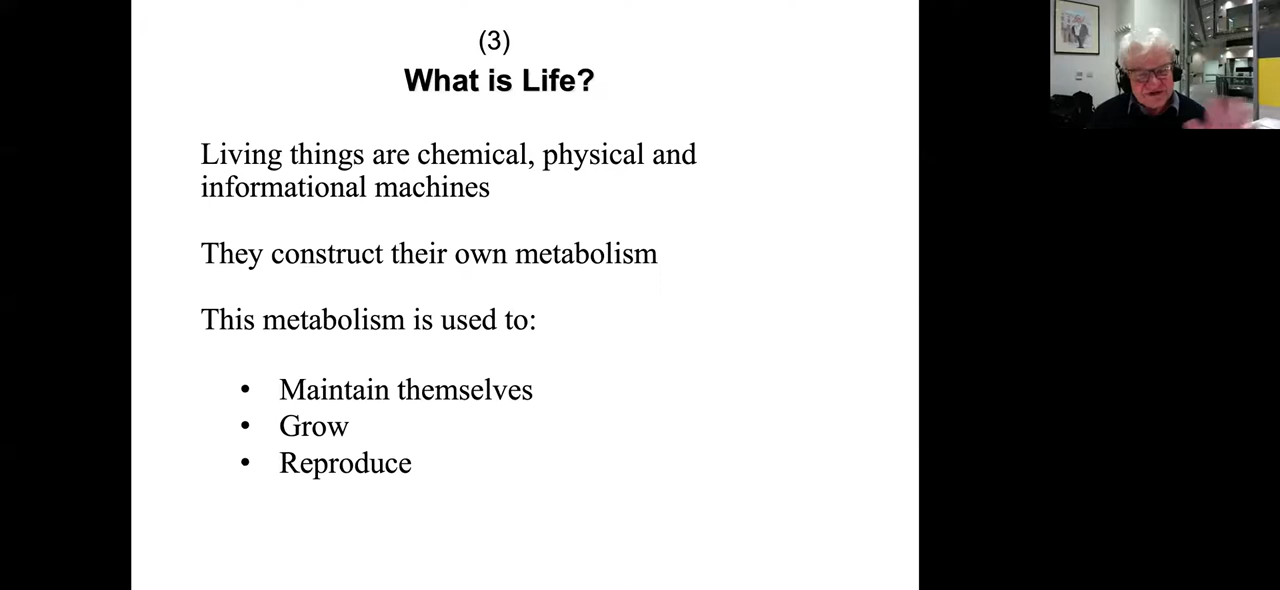 (3)
What is Life?
Living things are chemical, physical and
informational machines
They construct their own metabolism
This metabolism is used to:
• Maintain themselves
• Grow
• Reproduce